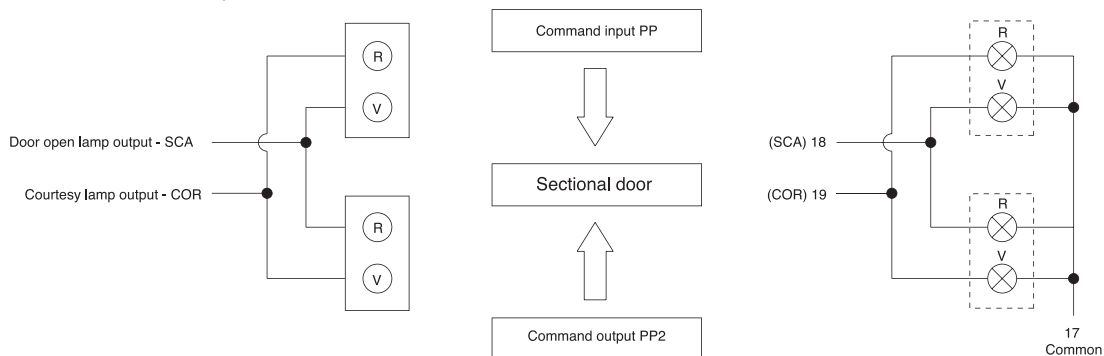 R
V
Door open lamp output - SCA
Courtesy lamp output - COR
R
V
Command input PP
Sectional door
Command output PP2
R
V
(SCA) 18
(COR) 19
R
V
17
Common